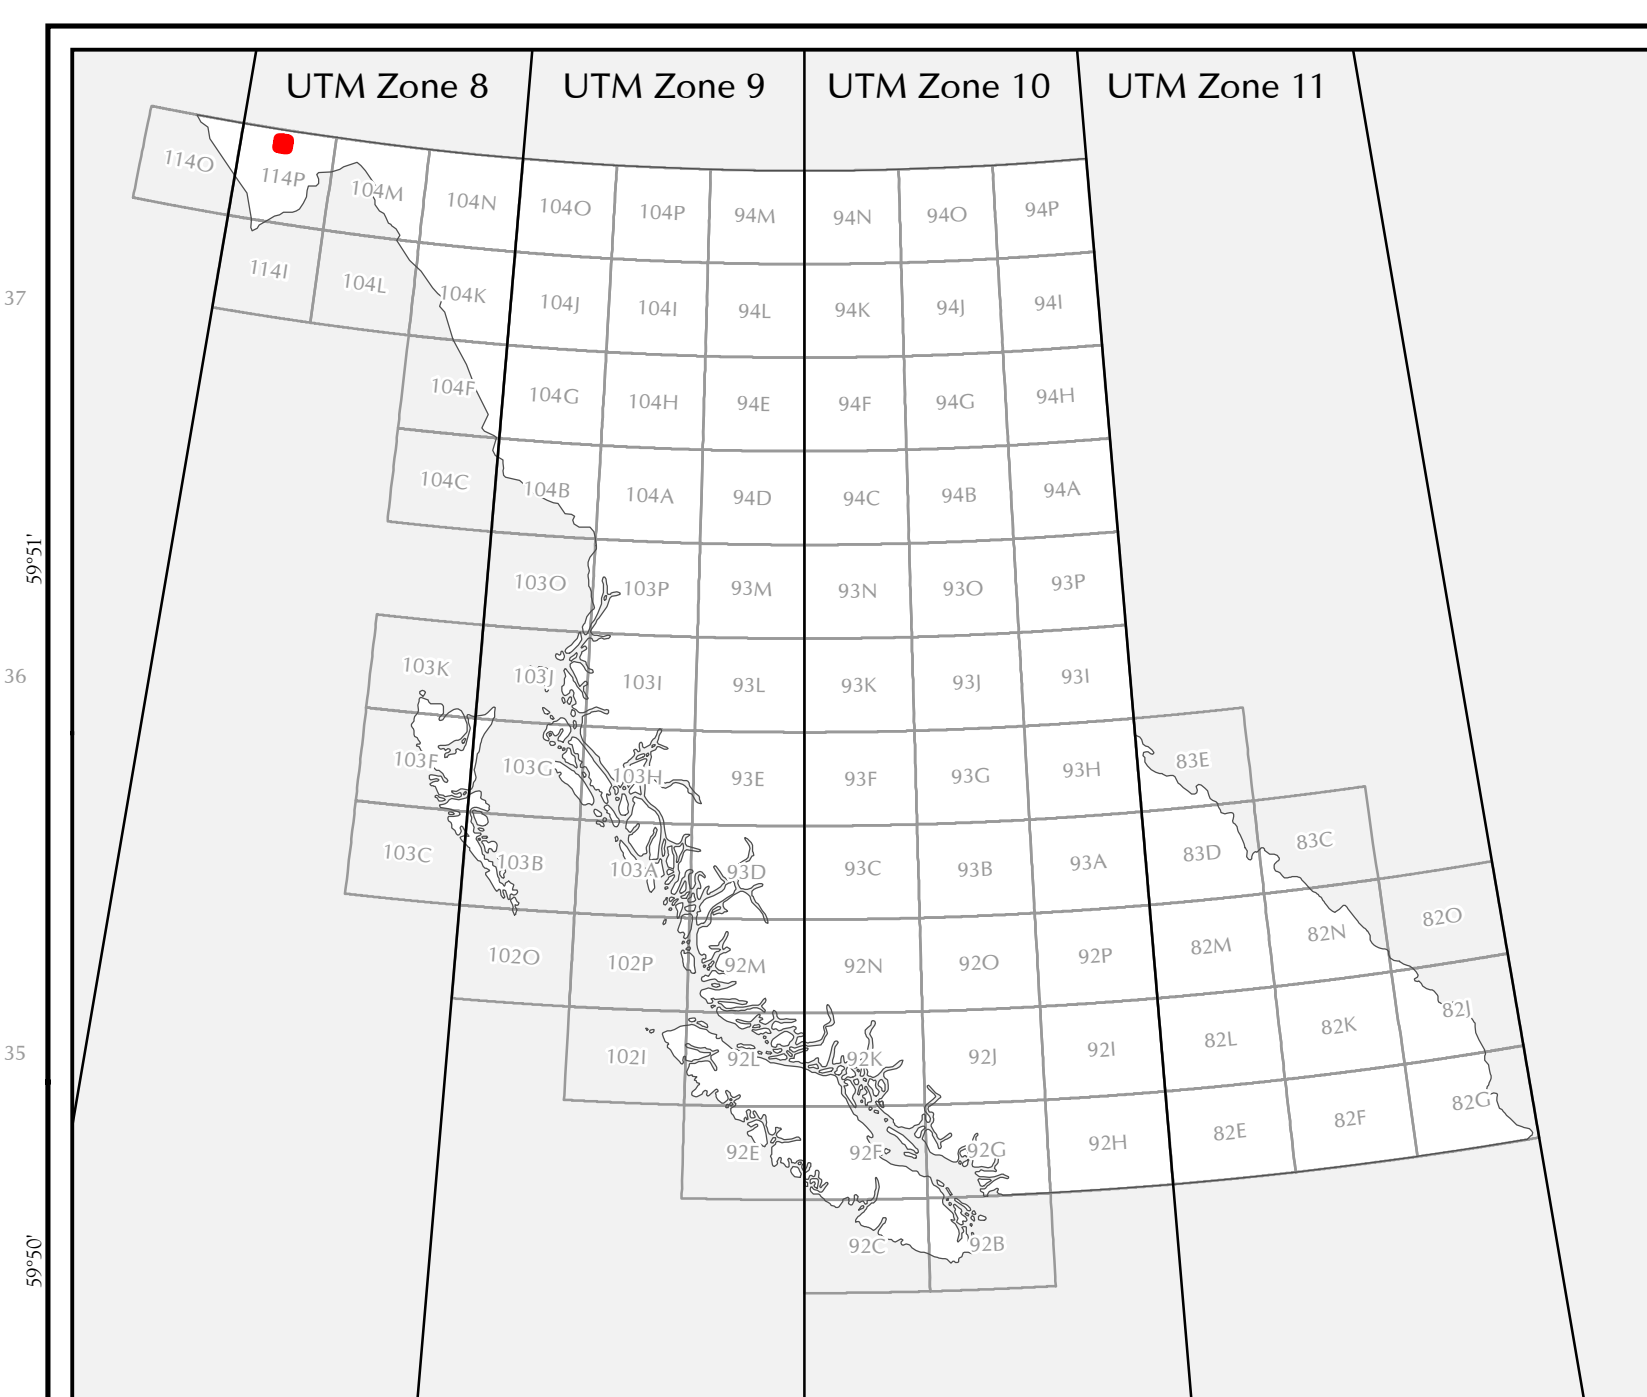 UTM Zone 8 UTM Zone 9 UTM Zone 10 UTM Zone 11
114O 114P 104M 104N 104O 104P 94M 94N 94O 94P
114I 104L 104K 104J 104I 94L 94K 94J 94I
37
104F 104G 104H 94E 94F 94G 94H
104C 104B 104A 94D 94C 94B 94A
59°51'
103O 103P 93M 93N 93O 93P
103K 103J 103I 93L 93K 93J 93I
36
103F 103G 103H 93E 93F 93G 93H 83E
103C 103B 103A 93D 93C 93B 93A 83D 83C
102O 102P 92M 92N 92O 92P 82M 82N 82O
35
102I 92L 92K 92J 92I 82L 82K 82J
92E 92F 92G 92H 82E 82F 82G
59°50'
92C 92B